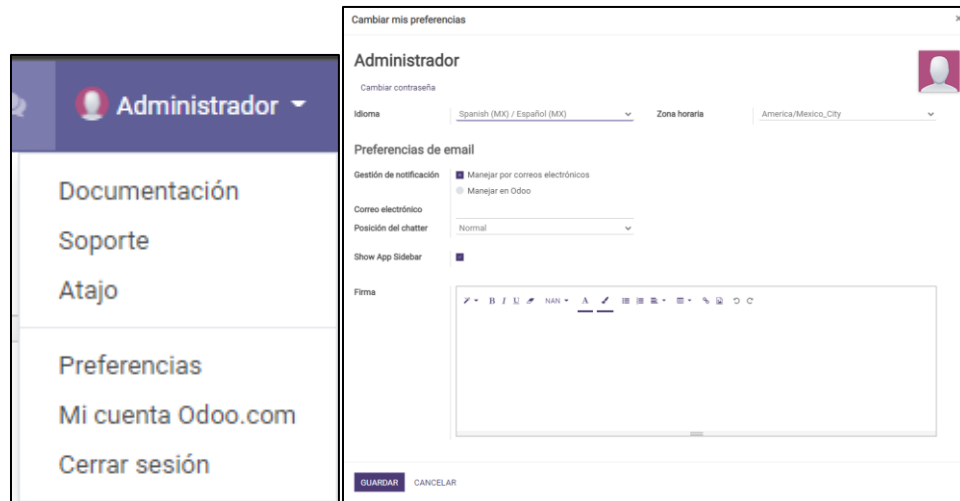 Administrador
Documentación
Soporte
Atajo
Preferencias
Mi cuenta Odoo.com
Cerrar sesión
Cambiar mis preferencias ×
Administrador
Cambiar contraseña
Idioma Spanish (MX) / Español (MX) Zona horaria America/Mexico_City
Preferencias de email
Gestión de notificación Manejar por correos electrónicos
Manejar en Odoo
Correo electrónico
Posición del chatter Normal
Show App Sidebar
Firma
B I U NAN A
GUARDAR CANCELAR